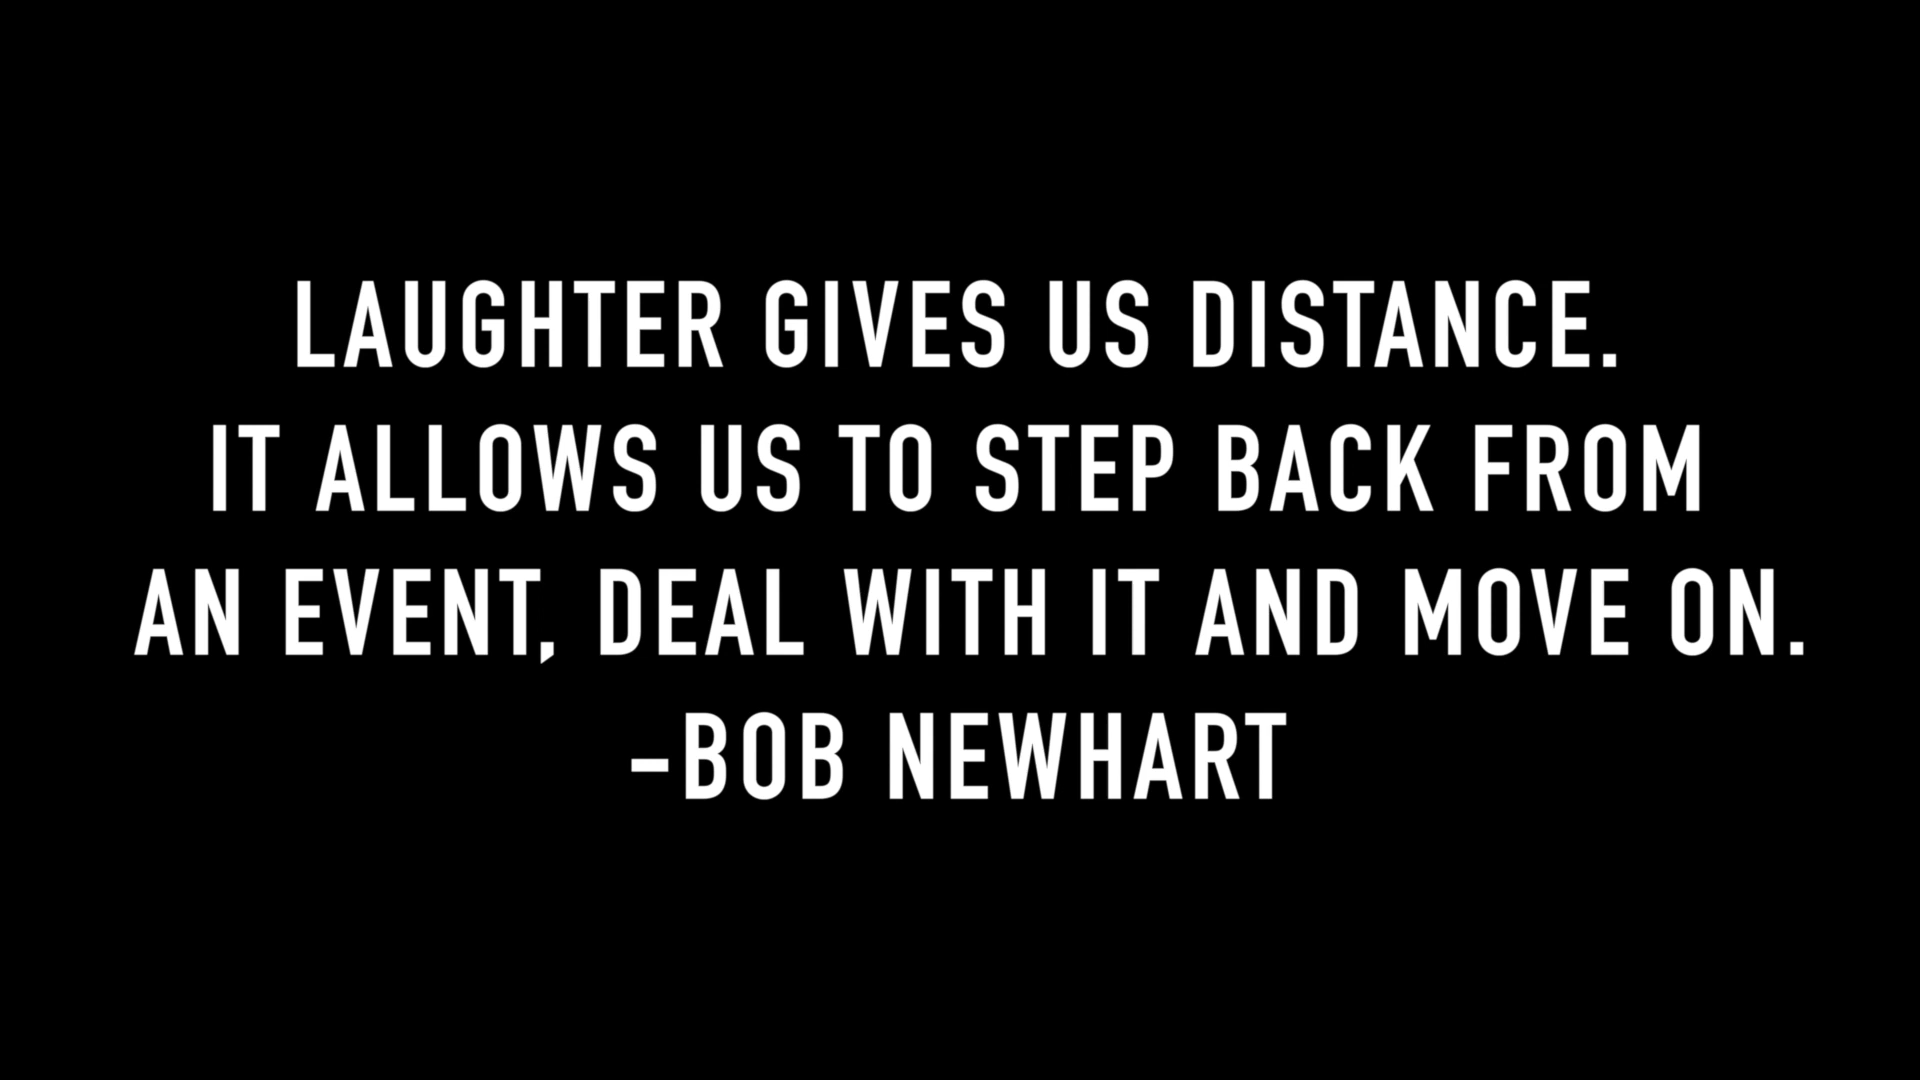 LAUGHTER GIVES US DISTANCE.
IT ALLOWS US TO STEP BACK FROM
AN EVENT, DEAL WITH IT AND MOVE ON.
-BOB NEWHART